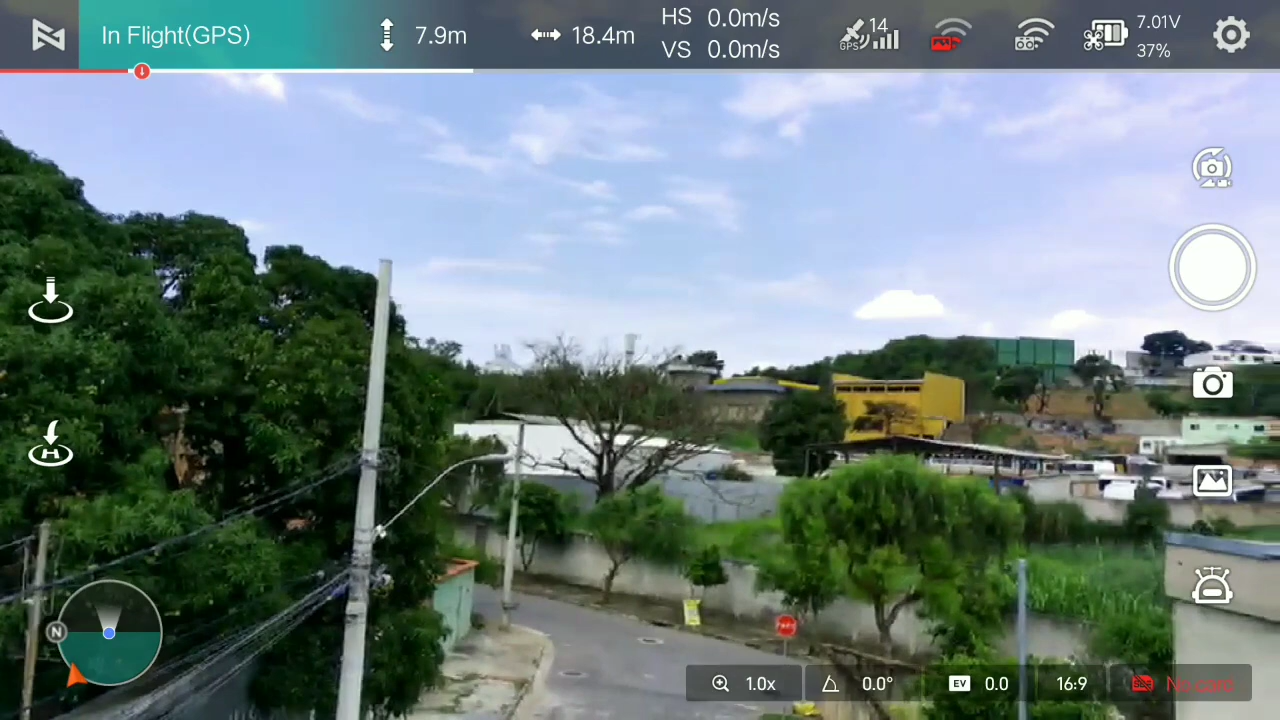 In Flight(GPS)
7.9m
18.4m
HS 0.0m/s
VS 0.0m/s
GPS
14
7.01V
37%
H
N
1.0x
0.0°
EV 0.0
16:9
No card